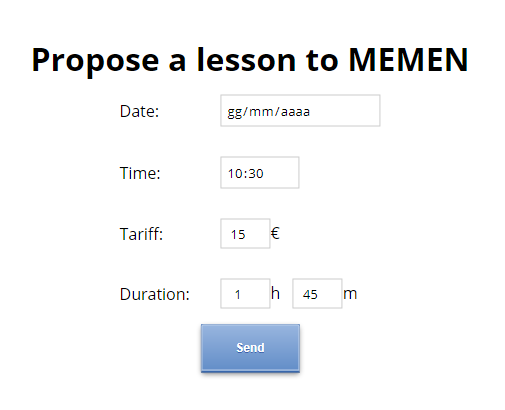 Propose a lesson to MEMEN
Date: gg/mm/aaaa
Time: 10:30
Tariff: 15 €
Duration: 1 h 45 m
Send